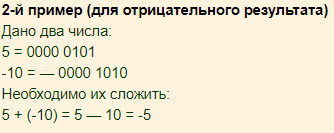 2-й пример (для отрицательного результата)
Дано два числа:
5 = 0000 0101
-10 = — 0000 1010
Необходимо их сложить:
5 + (-10) = 5 — 10 = -5